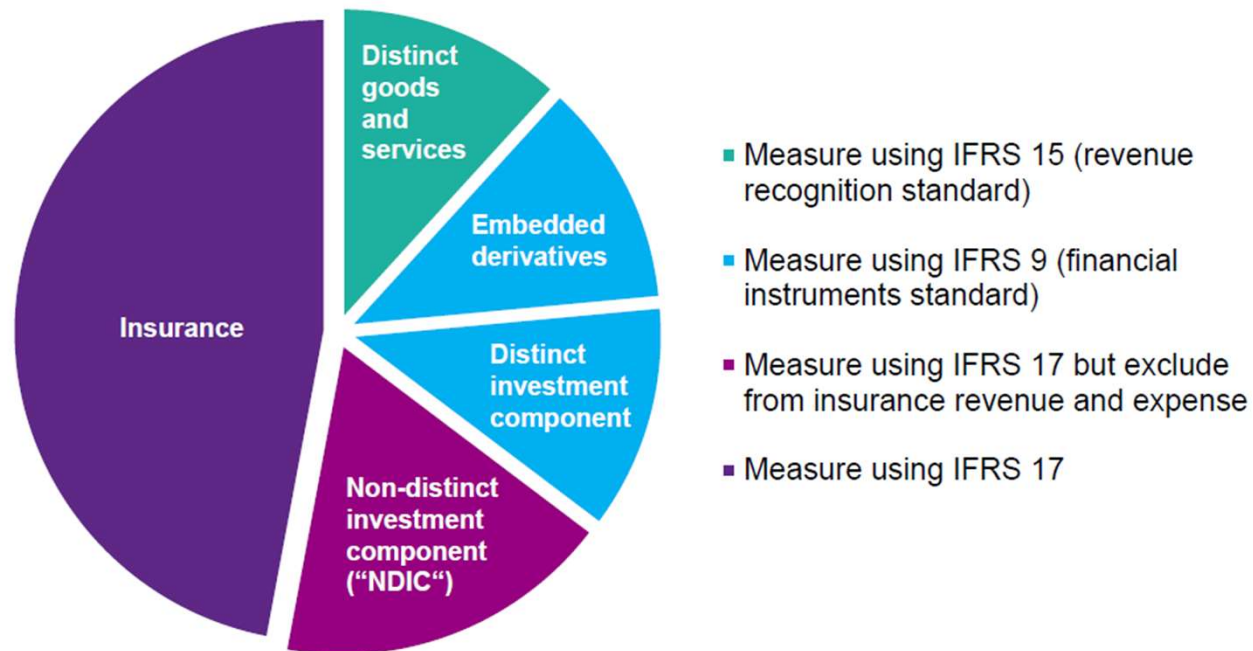 Distinct
goods
and
services
Embedded
derivatives
Distinct
investment
component
Non-distinct
investment
component
(“NDIC“)
Insurance
Measure using IFRS 15 (revenue
recognition standard)
Measure using IFRS 9 (financial
instruments standard)
Measure using IFRS 17 but exclude
from insurance revenue and expense
Measure using IFRS 17